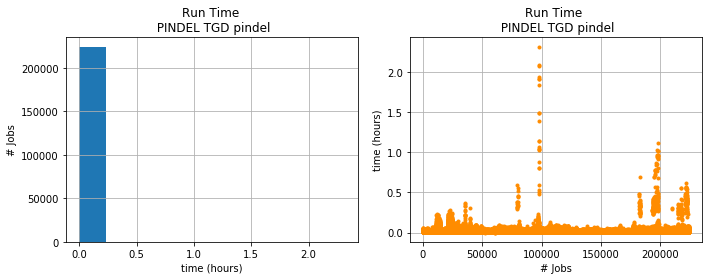 Run Time
PINDEL TGD pindel
# Jobs
200000
150000
100000
50000
0
0.0 0.5 1.0 1.5 2.0
time (hours)
Run Time
PINDEL TGD pindel
time (hours)
2.0
1.5
1.0
0.5
0.0
0 50000 100000 150000 200000
# Jobs